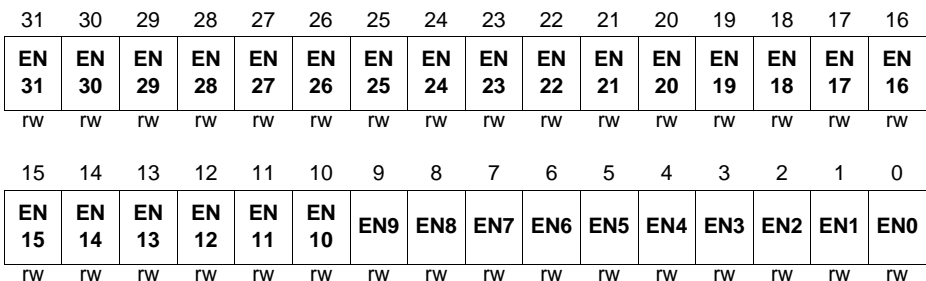 31 30 29 28 27 26 25 24 23 22 21 20 19 18 17 16
EN EN EN EN EN EN EN EN EN EN EN EN EN EN EN EN
31 30 29 28 27 26 25 24 23 22 21 20 19 18 17 16
rw rw rw rw rw rw rw rw rw rw rw rw rw rw rw rw
15 14 13 12 11 10 9 8 7 6 5 4 3 2 1 0
EN EN EN EN EN EN EN9 EN8 EN7 EN6 EN5 EN4 EN3 EN2 EN1 EN0
15 14 13 12 11 10
rw rw rw rw rw rw rw rw rw rw rw rw rw rw rw rw